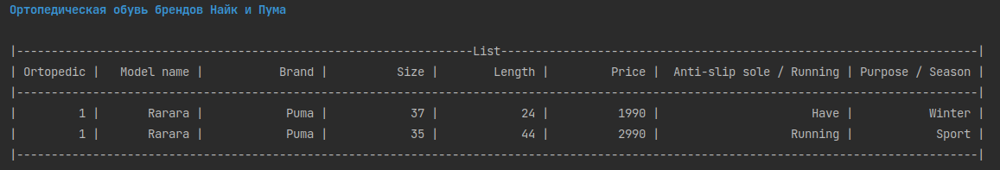 Ортопедическая обувь брендов Найк и Пума
|------------------------------------------------------------------List---------------------------------------------------------------------|
| Ortopedic |   Model name |           Brand |          Size |        Length |         Price |  Anti-slip sole / Running | Purpose / Season |
|-------------------------------------------------------------------------------------------------------------------------------------------|
|         1 |       Rarara |            Puma |            37 |            24 |          1990 |                      Have |           Winter |
|         1 |       Rarara |            Puma |            35 |            44 |          2990 |                   Running |            Sport |
|-------------------------------------------------------------------------------------------------------------------------------------------|